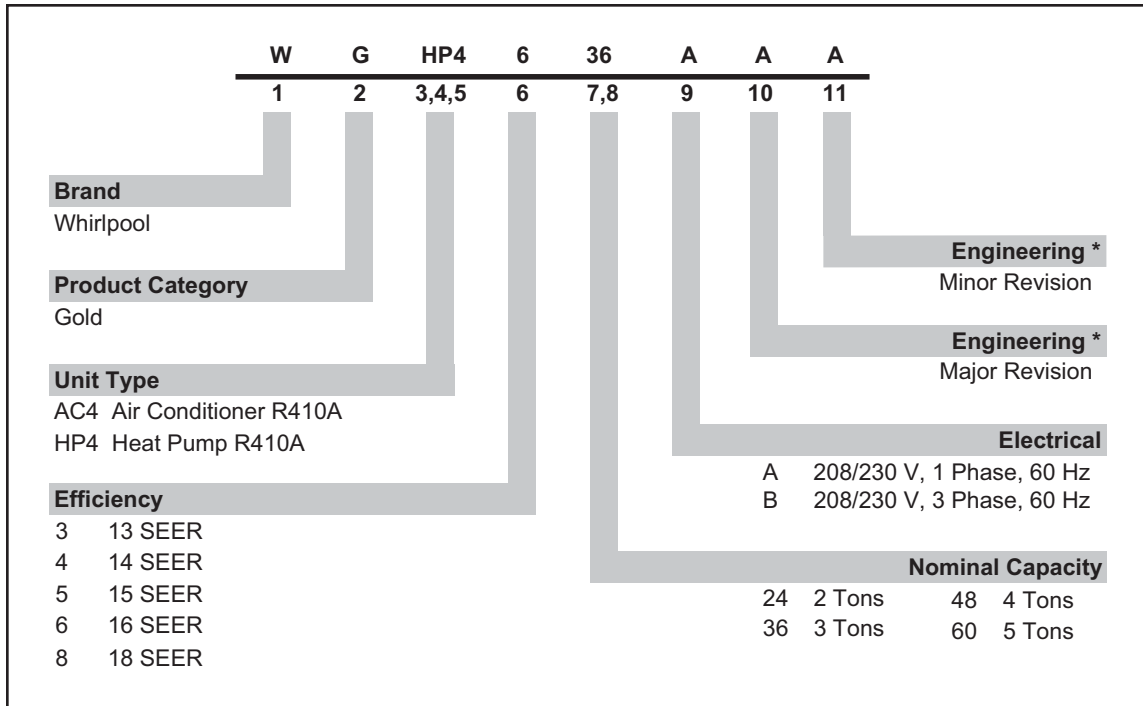 W G HP4 6 36 A A A
1 2 3,4,5 6 7,8 9 10 11
Brand
Whirlpool
Product Category
Gold
Unit Type
AC4 Air Conditioner R410A
HP4 Heat Pump R410A
Efficiency
3 13 SEER
4 14 SEER
5 15 SEER
6 16 SEER
8 18 SEER
Engineering *
Minor Revision
Engineering *
Major Revision
Electrical
A 208/230 V, 1 Phase, 60 Hz
B 208/230 V, 3 Phase, 60 Hz
Nominal Capacity
24 2 Tons 48 4 Tons
36 3 Tons 60 5 Tons